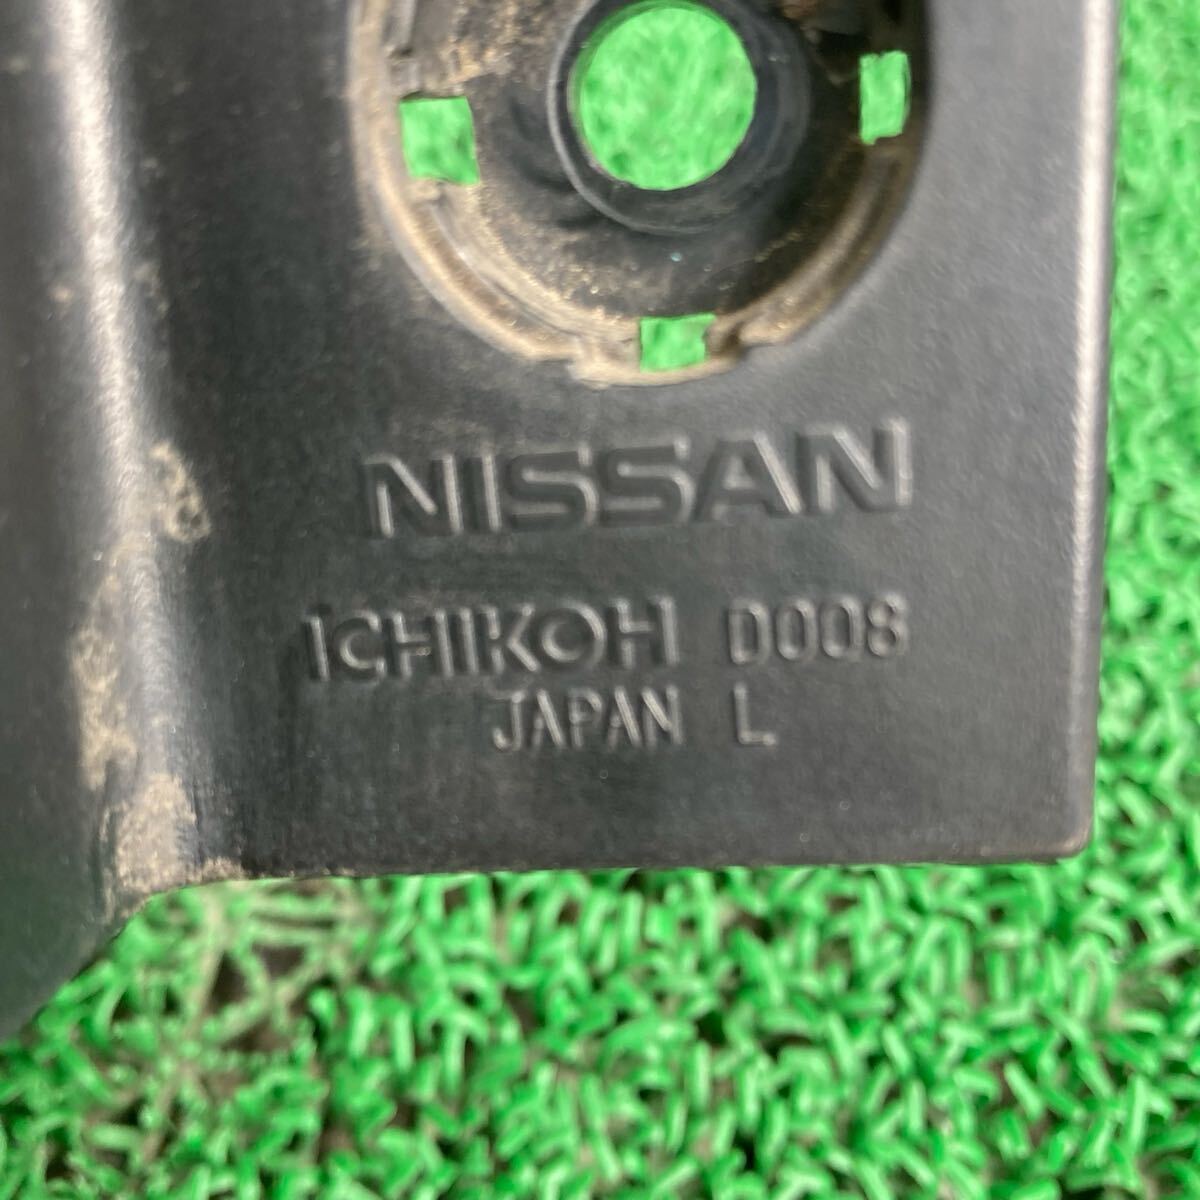 NISSAN
ICHIKOH D008
JAPAN L